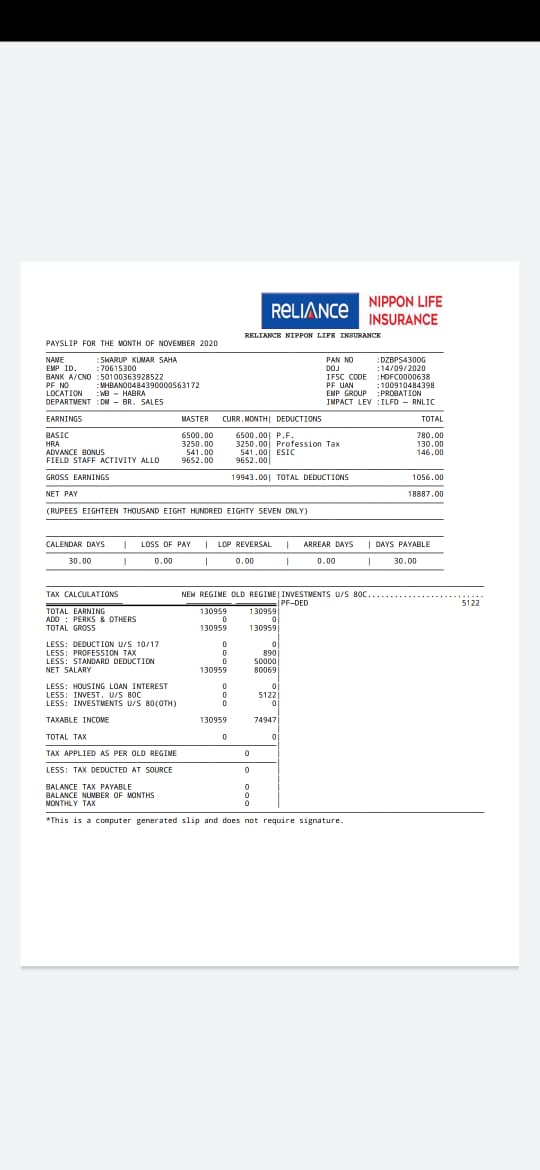 RELIANCE NIPPON LIFE
INSURANCE
RELIANCE NIPPON LIFE INSURANCE
PAYSLIP FOR THE MONTH OF NOVEMBER 2020
NAME :SWARUP KUMAR SAHA PAN NO :DZBPS4300G
EMP ID. :70615300 DOJ :14/09/2020
BANK A/CNO :50100363928522 IFSC CODE :HDFC0000638
PF NO :MHBAN00484390000563172 PF UAN :100910484398
LOCATION :WB – HABRA EMP GROUP :PROBATION
DEPARTMENT :DM – BR. SALES IMPACT LEV :ILFD – RNLIC
EARNINGS MASTER CURR.MONTH| DEDUCTIONS TOTAL
BASIC 6500.00 6500.00| P.F. 780.00
HRA 3250.00 3250.00| Profession Tax 130.00
ADVANCE BONUS 541.00 541.00| ESIC 146.00
FIELD STAFF ACTIVITY ALLO 9652.00 9652.00|
GROSS EARNINGS 19943.00| TOTAL DEDUCTIONS 1056.00
NET PAY 18887.00
(RUPEES EIGHTEEN THOUSAND EIGHT HUNDRED EIGHTY SEVEN ONLY)
CALENDAR DAYS | LOSS OF PAY | LOP REVERSAL | ARREAR DAYS | DAYS PAYABLE
30.00 | 0.00 | 0.00 | 0.00 | 30.00
TAX CALCULATIONS NEW REGIME OLD REGIME|INVESTMENTS U/S 80C..........................
|PF–DED 5122
TOTAL EARNING 130959 130959|
ADD : PERKS & OTHERS 0 0|
TOTAL GROSS 130959 130959|
LESS: DEDUCTION U/S 10/17 0 0|
LESS: PROFESSION TAX 0 890|
LESS: STANDARD DEDUCTION 0 50000|
NET SALARY 130959 80069|
LESS: HOUSING LOAN INTEREST 0 0|
LESS: INVEST. U/S 80C 0 5122|
LESS: INVESTMENTS U/S 80(OTH) 0 0|
TAXABLE INCOME 130959 74947|
TOTAL TAX 0 0|
TAX APPLIED AS PER OLD REGIME 0
LESS: TAX DEDUCTED AT SOURCE 0
BALANCE TAX PAYABLE 0
BALANCE NUMBER OF MONTHS 0
MONTHLY TAX 0
*This is a computer generated slip and does not require signature.